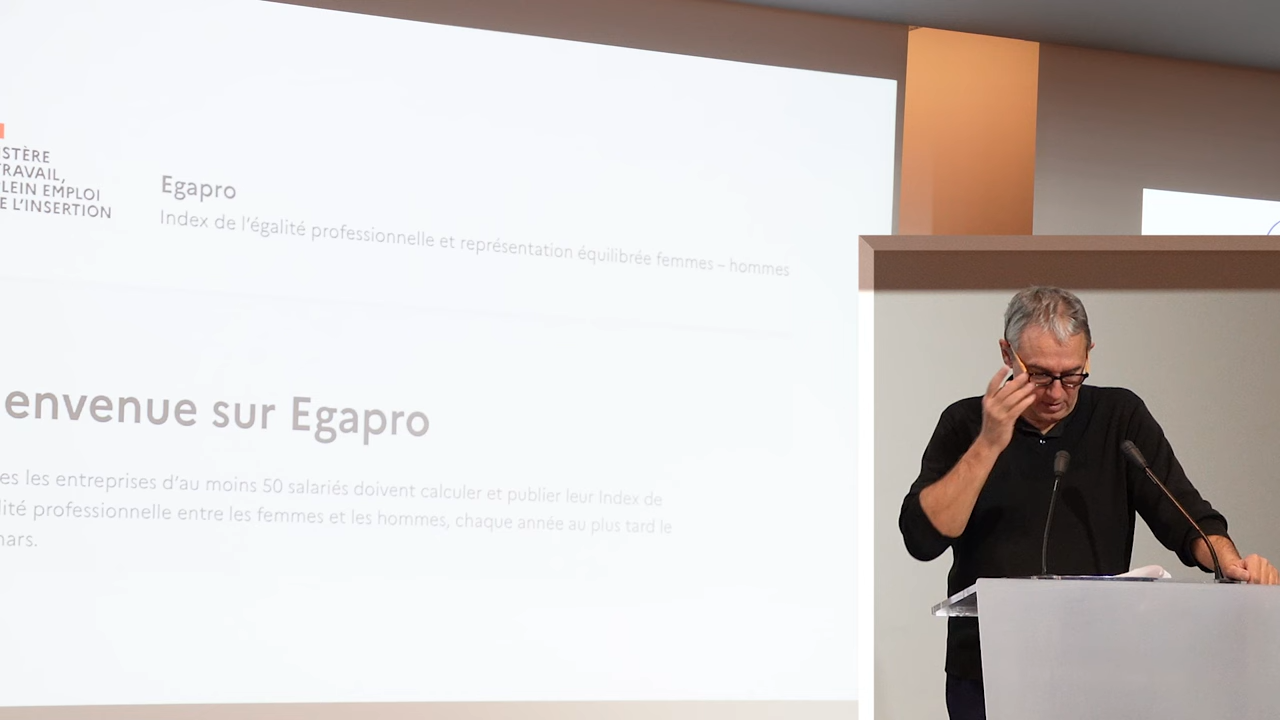 STÈRE
RAVAIL,
LEIN EMPLOI
E L'INSERTION
Egapro
Index de l'égalité professionnelle et représentation équilibrée femmes – hommes
envenue sur Egapro
es les entreprises d'au moins 50 salariés doivent calculer et publier leur Index de
lité professionnelle entre les femmes et les hommes, chaque année au plus tard le
mars.